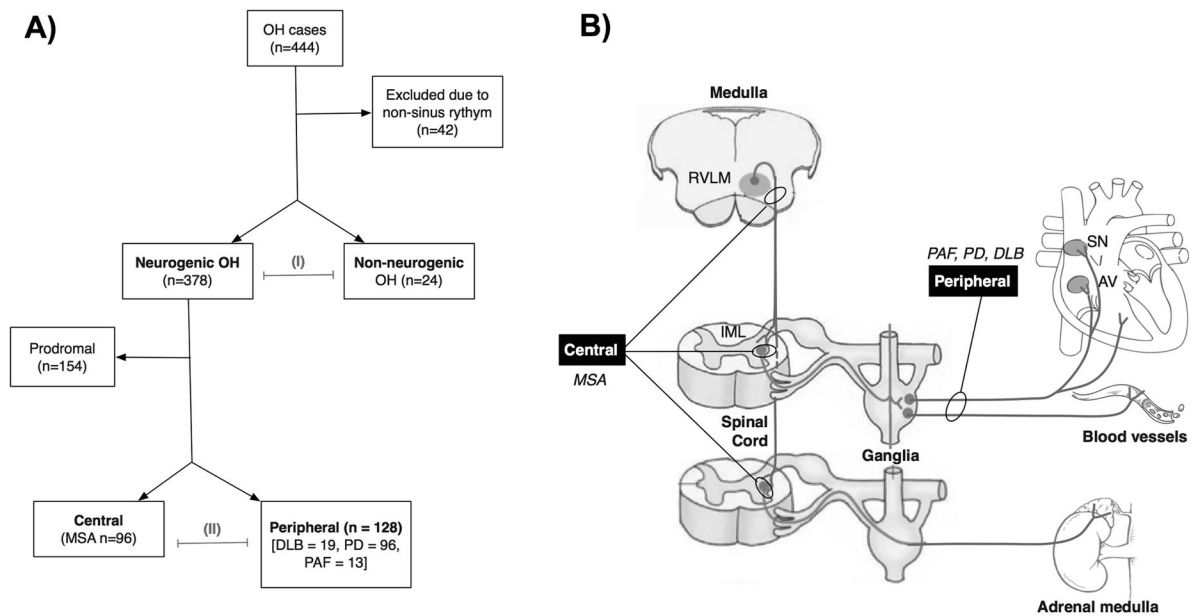 A)
OH cases
(n=444)
Excluded due to
non-sinus rythym
(n=42)
Neurogenic OH
(n=378)
(I)
Non-neurogenic
OH (n=24)
Prodromal
(n=154)
Central
(MSA n=96)
(II)
Peripheral (n = 128)
[DLB = 19, PD = 96,
PAF = 13]
B)
Medulla
RVLM
PAF, PD, DLB
Peripheral
SN
AV
IML
Central
MSA
Spinal
Cord
Ganglia
Blood vessels
Adrenal medulla